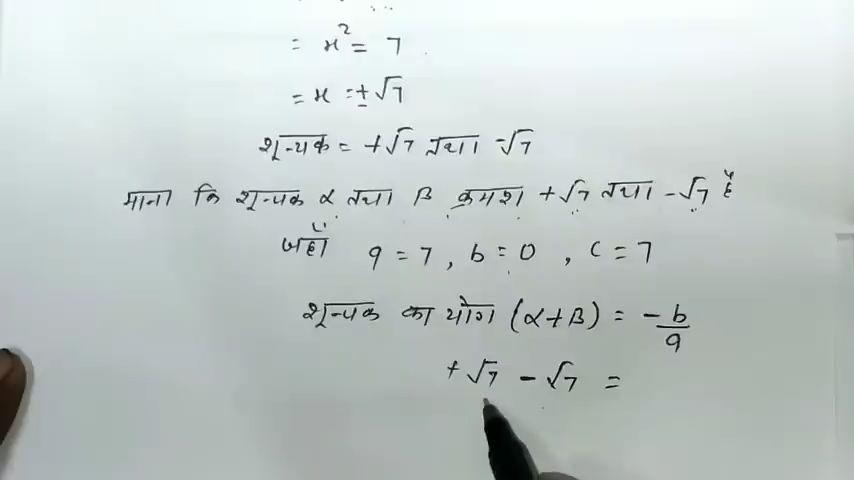 = x² = 7
= x = ±√7
शून्यक = +√7 तथा -√7
माना कि शून्यक α तथा β क्रमश +√7 तथा -√7 हैं
जहाँ a = 7, b = 0, c = 7
शून्यक का योग (α+β) = -b/a
+√7 - √7 =